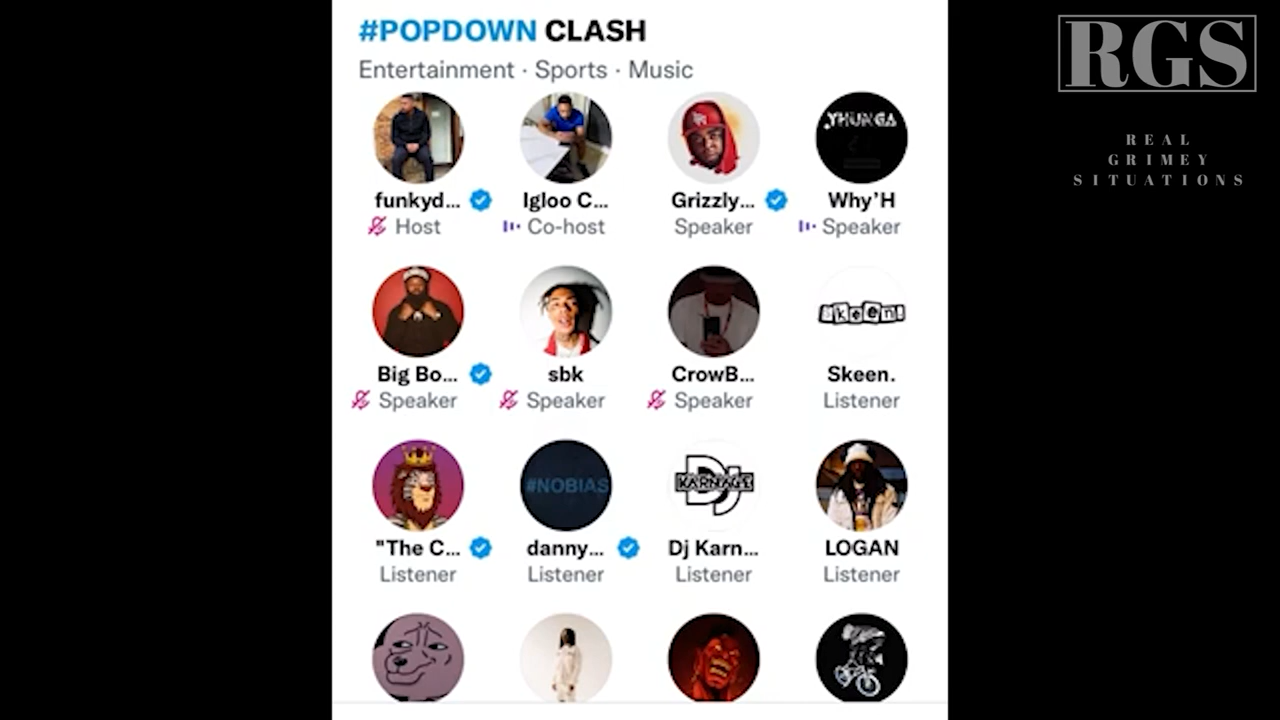 #POPDOWN CLASH
Entertainment · Sports · Music
funkyd... Igloo C... Grizzly... Why’H
Host Co-host Speaker Speaker
Big Bo... sbk CrowB... Skeen.
Speaker Speaker Speaker Listener
"The C... danny... Dj Karn... LOGAN
Listener Listener Listener Listener
YHUNGA
skeen!
#NOBIAS
DJ
KARNAGE
RGS
REAL
GRIMEY
SITUATIONS